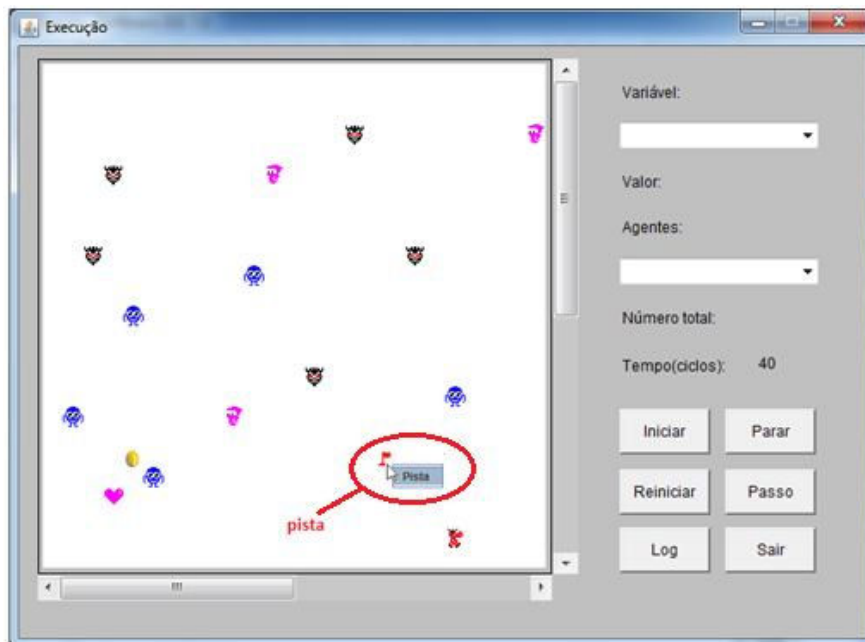 Execução
Variável:
Valor:
Agentes:
Número total:
Tempo(ciclos): 40
Iniciar Parar
Pista
Reiniciar Passo
pista
Log Sair